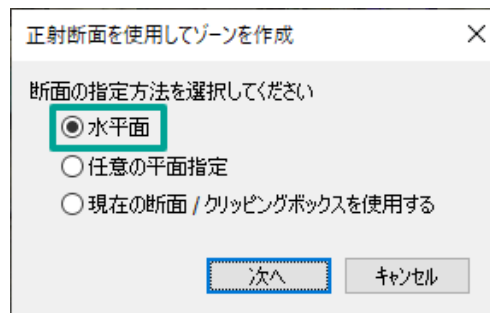 正射断面を使用してゾーンを作成
断面の指定方法を選択してください
水平面
任意の平面指定
現在の断面 / クリッピングボックスを使用する
次へ キャンセル